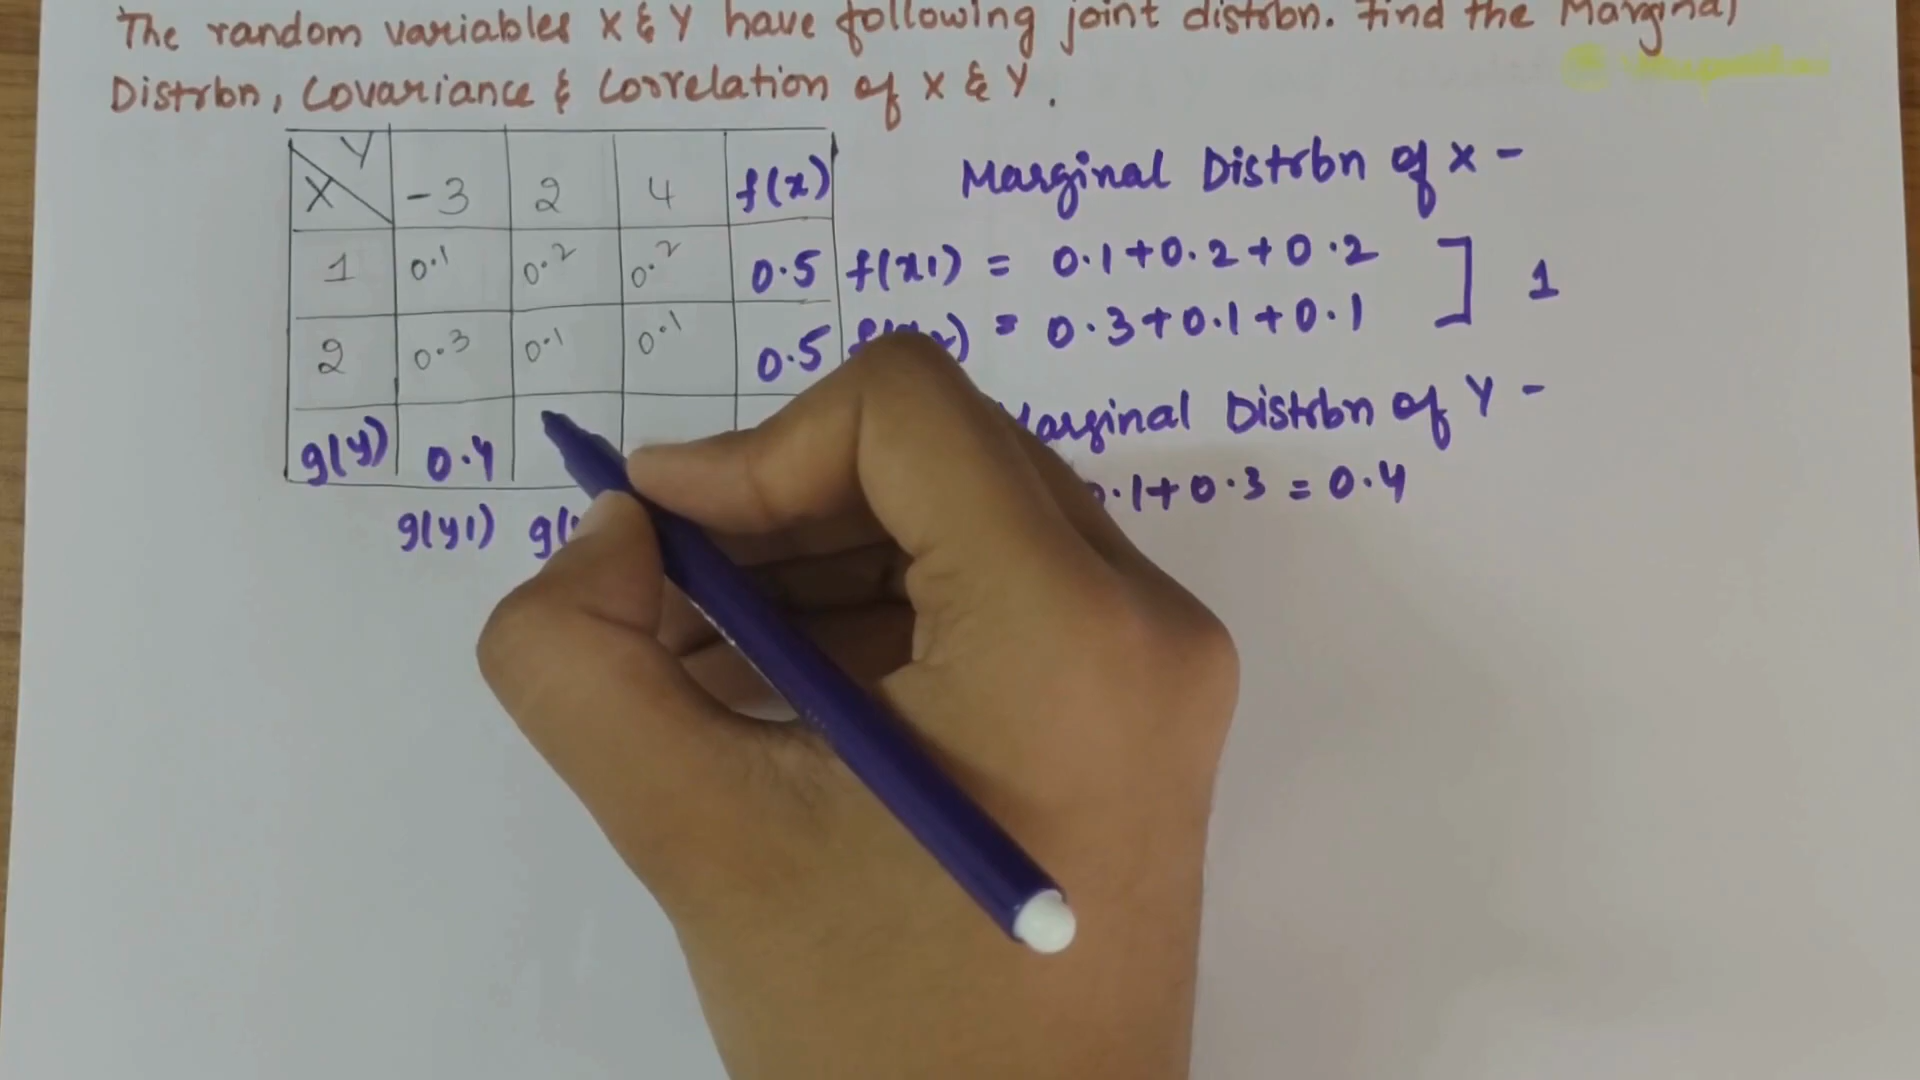 The random variables X & Y have following joint distrbn. Find the Marginal
Distrbn, Covariance & Correlation of X & Y.
Y
X -3 2 4 f(x)
1 0.1 0.2 0.2 0.5
2 0.3 0.1 0.1 0.5
g(y) 0.4
g(y1) g(
Marginal Distrbn of X -
f(x1) = 0.1+0.2+0.2 ] 1
= 0.3+0.1+0.1
Marginal Distrbn of Y -
0.1+0.3 = 0.4